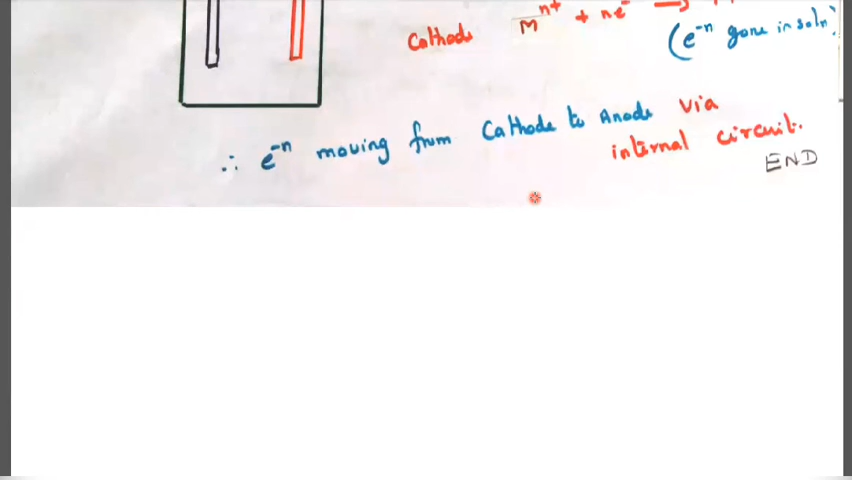 Cathode M^n+ + ne^- →
(e^-n gone in soln)
∴ e^-n moving from Cathode to Anode via
internal circuit.
END